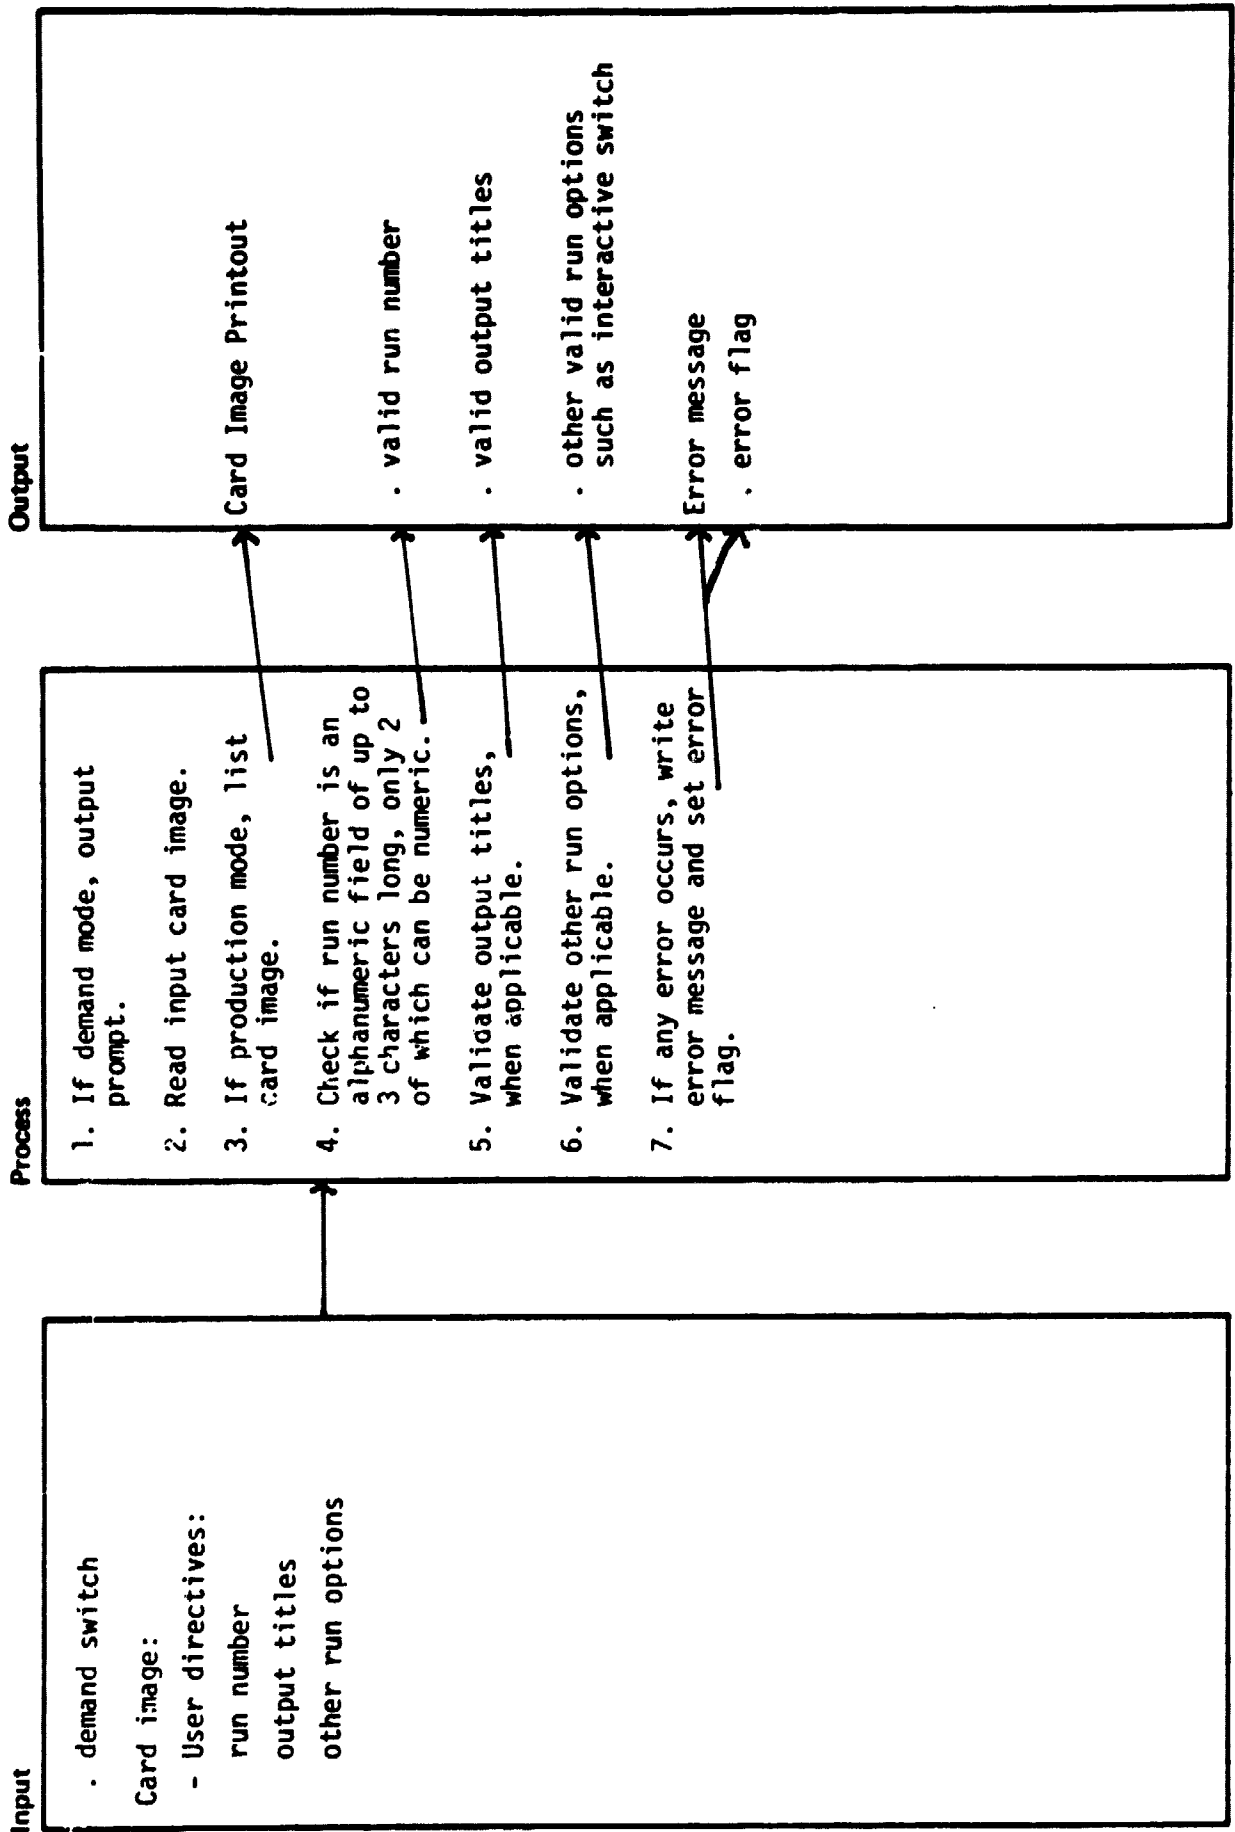 Input
. demand switch
Card image:
- User directives:
run number
output titles
other run options
Process
1. If demand mode, output
prompt.
2. Read input card image.
3. If production mode, list
card image.
4. Check if run number is an
alphanumeric field of up to
3 characters long, only 2
of which can be numeric.
5. Validate output titles,
when applicable.
6. Validate other run options,
when applicable.
7. If any error occurs, write
error message and set error
flag.
Output
Card Image Printout
. valid run number
. valid output titles
. other valid run options
such as interactive switch
Error message
. error flag